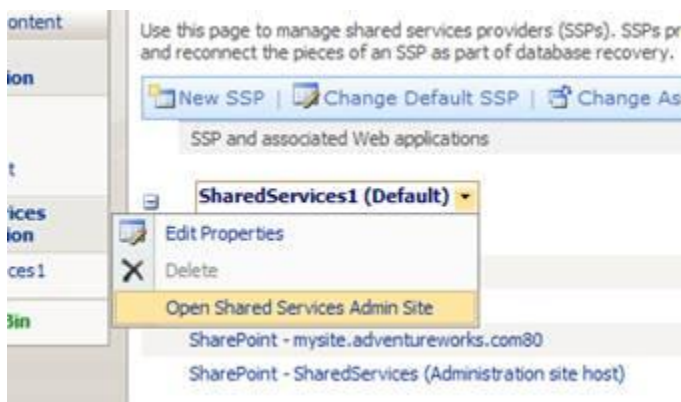 ontent
Use this page to manage shared services providers (SSPs). SSPs
and reconnect the pieces of an SSP as part of database recovery.
ion
New SSP | Change Default SSP | Change
SSP and associated Web applications
t
SharedServices1 (Default)
ices
ion
Edit Properties
ces1
Delete
Open Shared Services Admin Site
Bin
SharePoint - mysite.adventureworks.com80
SharePoint - SharedServices (Administration site host)